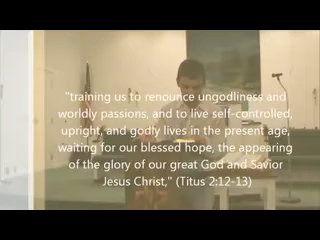 "training us to renounce ungodliness and
worldly passions, and to live self-controlled,
upright, and godly lives in the present age,
waiting for our blessed hope, the appearing
of the glory of our great God and Savior
Jesus Christ," (Titus 2:12-13)